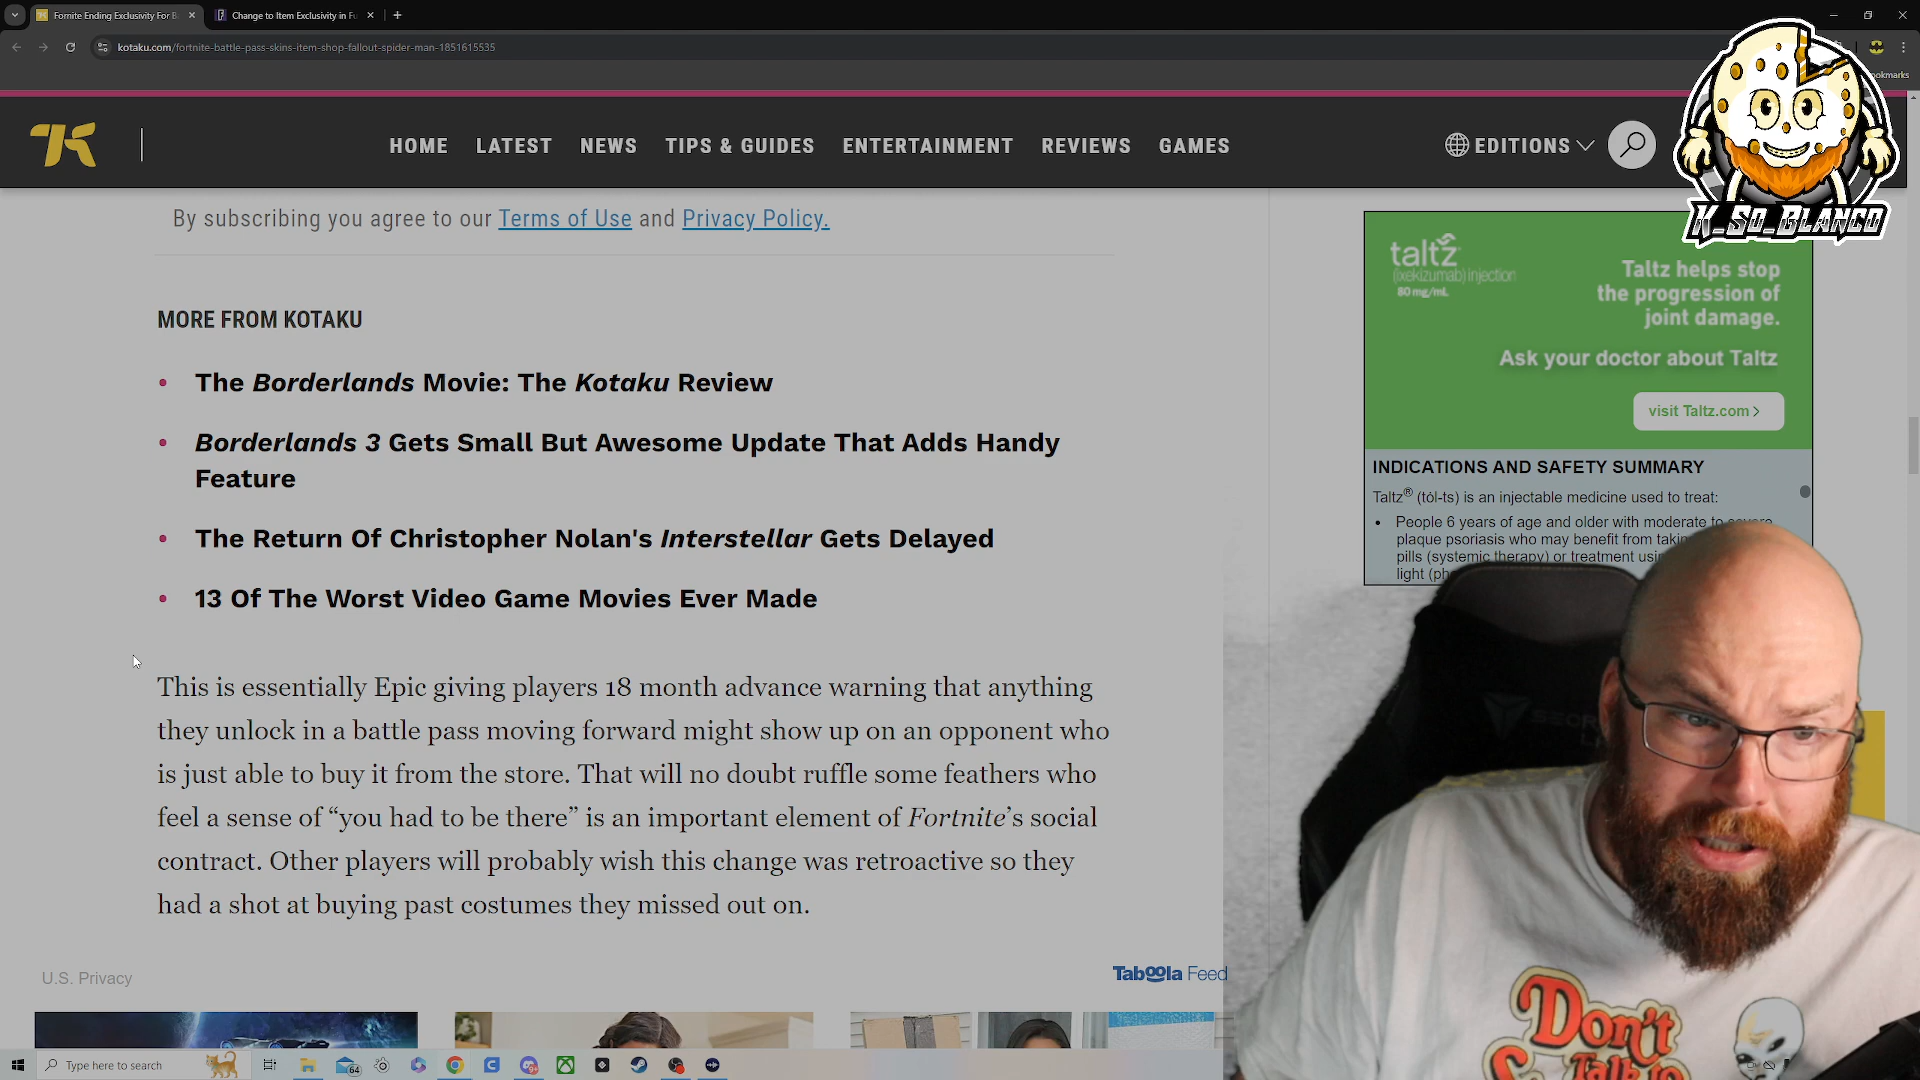 Fornite Ending Exclusivity For B
Change to Item Exclusivity in Fo
kotaku.com/fortnite-battle-pass-skins-item-shop-fallout-spider-man-1851615535
HOME LATEST NEWS TIPS & GUIDES ENTERTAINMENT REVIEWS GAMES
EDITIONS
K_So_Blanco
By subscribing you agree to our Terms of Use and Privacy Policy.
MORE FROM KOTAKU
• The Borderlands Movie: The Kotaku Review
• Borderlands 3 Gets Small But Awesome Update That Adds Handy
Feature
• The Return Of Christopher Nolan's Interstellar Gets Delayed
• 13 Of The Worst Video Game Movies Ever Made
This is essentially Epic giving players 18 month advance warning that anything
they unlock in a battle pass moving forward might show up on an opponent who
is just able to buy it from the store. That will no doubt ruffle some feathers who
feel a sense of “you had to be there” is an important element of Fortnite’s social
contract. Other players will probably wish this change was retroactive so they
had a shot at buying past costumes they missed out on.
U.S. Privacy
Taboola Feed
taltz
(ixekizumab) injection
80 mg/mL
Taltz helps stop
the progression of
joint damage.
Ask your doctor about Taltz
visit Taltz.com >
INDICATIONS AND SAFETY SUMMARY
Taltz® (tȯl-ts) is an injectable medicine used to treat:
• People 6 years of age and older with moderate to severe
plaque psoriasis who may benefit from
pills (systemic therapy) or treatment
light
Don't
Talk to
Type here to search
64